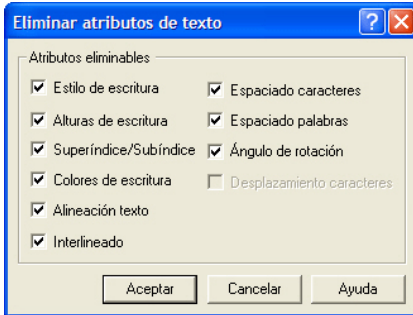 Eliminar atributos de texto
Atributos eliminables
Estilo de escritura
Espaciado caracteres
Alturas de escritura
Espaciado palabras
Superíndice/Subíndice
Ángulo de rotación
Colores de escritura
Desplazamiento caracteres
Alineación texto
Interlineado
Aceptar
Cancelar
Ayuda